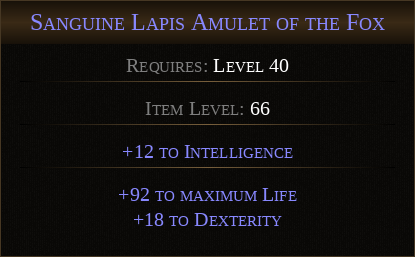 Sanguine Lapis Amulet of the Fox
Requires: Level 40
Item Level: 66
+12 to Intelligence
+92 to maximum Life
+18 to Dexterity